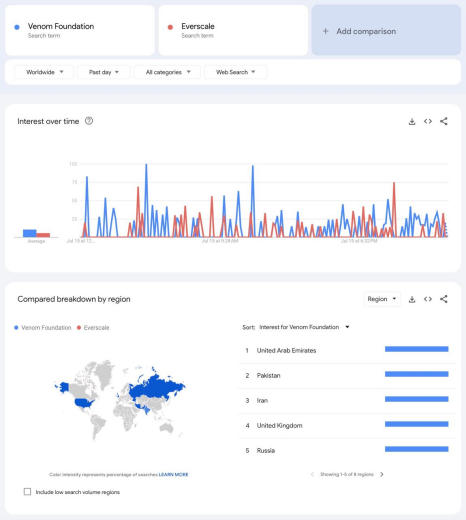 Venom Foundation
Search term
Everscale
Search term
+ Add comparison
Worldwide
Past day
All categories
Web Search
Interest over time
100
75
50
25
Average
Jul 15 at 12...
Jul 15 at 9:28 AM
Jul 15 at 6:32 PM
Compared breakdown by region
Region
Venom Foundation
Everscale
Sort: Interest for Venom Foundation
1 United Arab Emirates
2 Pakistan
3 Iran
4 United Kingdom
5 Russia
Color intensity represents percentage of searches LEARN MORE
Showing 1-5 of 8 regions
Include low search volume regions